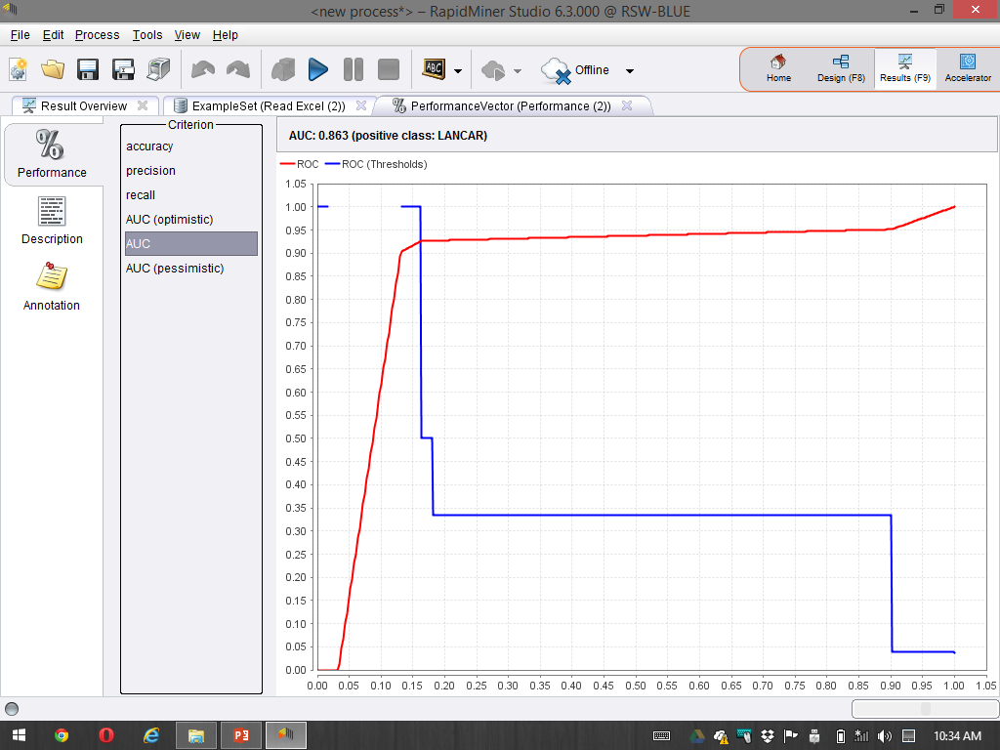 <new process*> – RapidMiner Studio 6.3.000 @ RSW-BLUE
File Edit Process Tools View Help
ABC Offline Home Design (F8) Results (F9) Accelerator
Result Overview ExampleSet (Read Excel (2)) % PerformanceVector (Performance (2))
%
Performance
Description
Annotation
Criterion
accuracy
precision
recall
AUC (optimistic)
AUC
AUC (pessimistic)
AUC: 0.863 (positive class: LANCAR)
ROC ROC (Thresholds)
1.05
1.00
0.95
0.90
0.85
0.80
0.75
0.70
0.65
0.60
0.55
0.50
0.45
0.40
0.35
0.30
0.25
0.20
0.15
0.10
0.05
0.00
0.00 0.05 0.10 0.15 0.20 0.25 0.30 0.35 0.40 0.45 0.50 0.55 0.60 0.65 0.70 0.75 0.80 0.85 0.90 0.95 1.00 1.05
10:34 AM